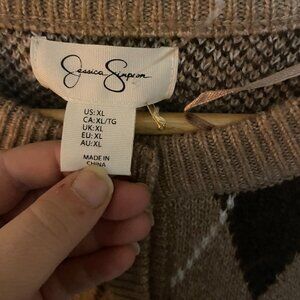 Jessica Simpson
US: XL
CA: XL/TG
UK: XL
EU: XL
AU: XL
MADE IN
CHINA